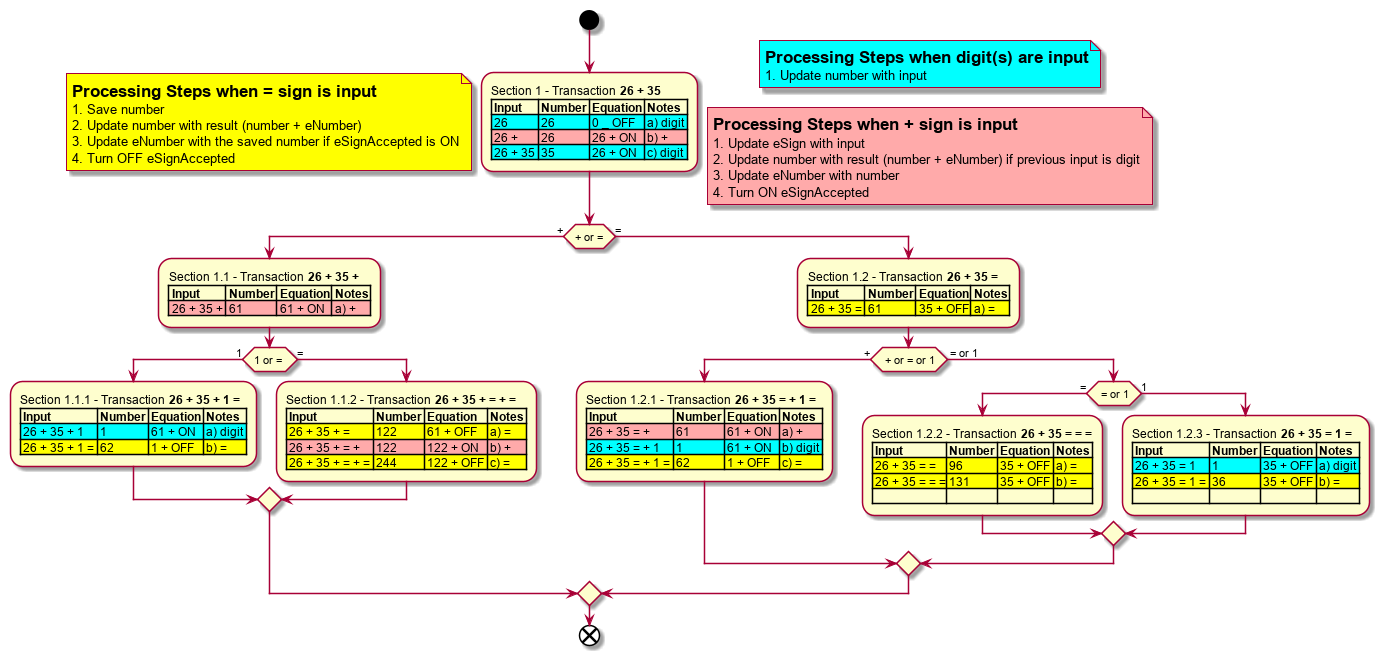 Processing Steps when digit(s) are input
1. Update number with input
Processing Steps when = sign is input
1. Save number
2. Update number with result (number + eNumber)
3. Update eNumber with the saved number if eSignAccepted is ON
4. Turn OFF eSignAccepted
Section 1 - Transaction 26 + 35
Input Number Equation Notes
26 26 0 _ OFF a) digit
26 + 26 26 + ON b) +
26 + 35 35 26 + ON c) digit
Processing Steps when + sign is input
1. Update eSign with input
2. Update number with result (number + eNumber) if previous input is digit
3. Update eNumber with number
4. Turn ON eSignAccepted
+ + or = =
Section 1.1 - Transaction 26 + 35 +
Input Number Equation Notes
26 + 35 + 61 61 + ON a) +
Section 1.2 - Transaction 26 + 35 =
Input Number Equation Notes
26 + 35 = 61 35 + OFF a) =
1 1 or = =
+ + or = or 1 = or 1
Section 1.1.1 - Transaction 26 + 35 + 1 =
Input Number Equation Notes
26 + 35 + 1 1 61 + ON a) digit
26 + 35 + 1 = 62 1 + OFF b) =
Section 1.1.2 - Transaction 26 + 35 + = + =
Input Number Equation Notes
26 + 35 + = 122 61 + OFF a) =
26 + 35 + = + 122 122 + ON b) +
26 + 35 + = + = 244 122 + OFF c) =
Section 1.2.1 - Transaction 26 + 35 = + 1 =
Input Number Equation Notes
26 + 35 = + 61 61 + ON a) +
26 + 35 = + 1 1 61 + ON b) digit
26 + 35 = + 1 = 62 1 + OFF c) =
= = or 1 1
Section 1.2.2 - Transaction 26 + 35 = = =
Input Number Equation Notes
26 + 35 = = 96 35 + OFF a) =
26 + 35 = = = 131 35 + OFF b) =
Section 1.2.3 - Transaction 26 + 35 = 1 =
Input Number Equation Notes
26 + 35 = 1 1 35 + OFF a) digit
26 + 35 = 1 = 36 35 + OFF b) =